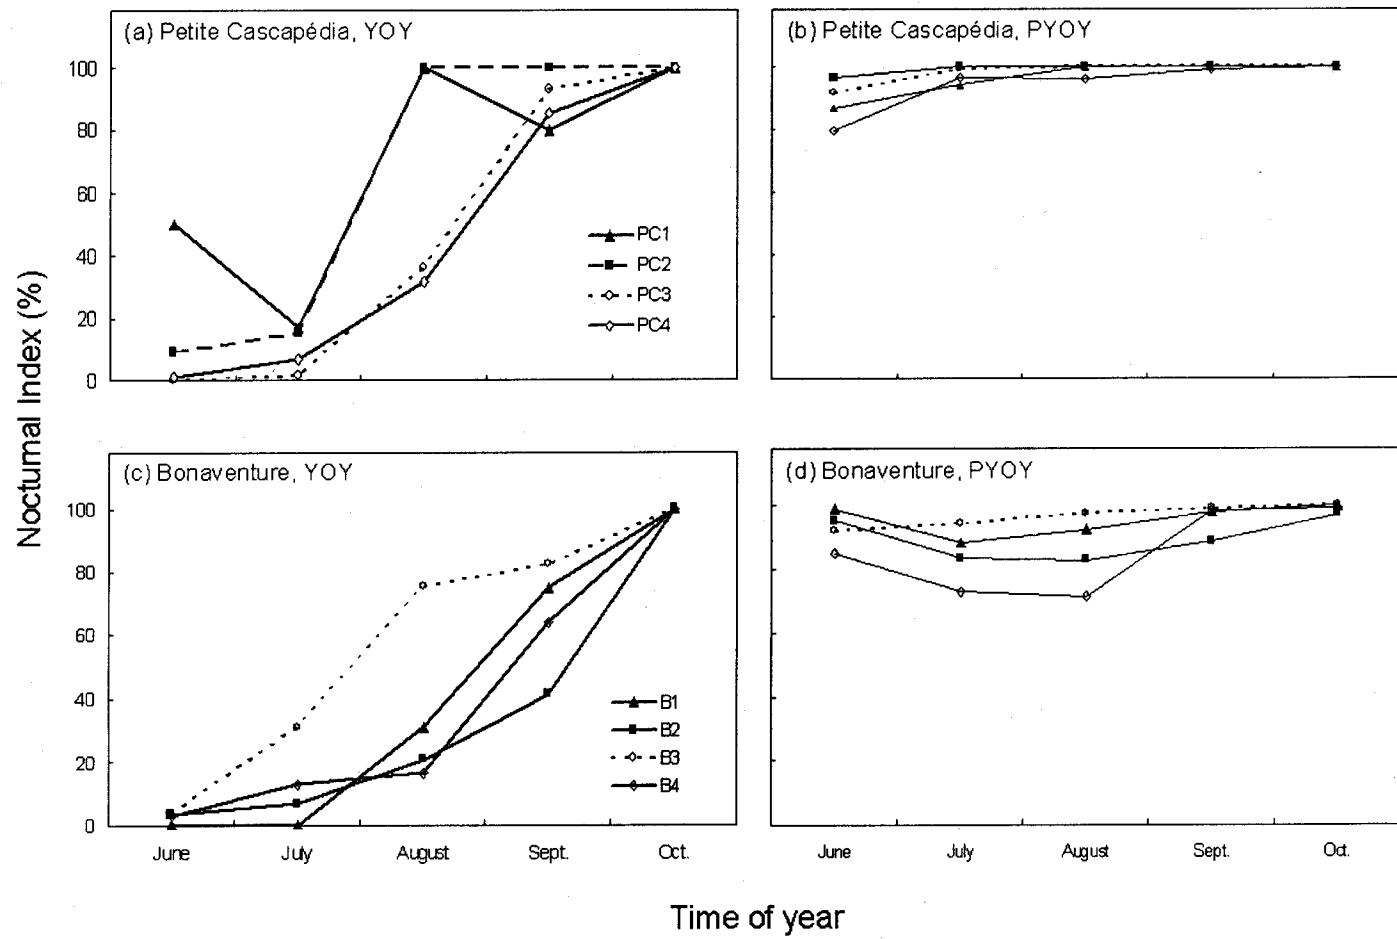 (a) Petite Cascapédia, YOY
100
80
60
40
20
0
PC1
PC2
PC3
PC4
(b) Petite Cascapédia, PYOY
Nocturnal Index (%)
(c) Bonaventure, YOY
100
80
60
40
20
0
B1
B2
B3
B4
June
July
August
Sept.
Oct.
(d) Bonaventure, PYOY
June
July
August
Sept.
Oct.
Time of year